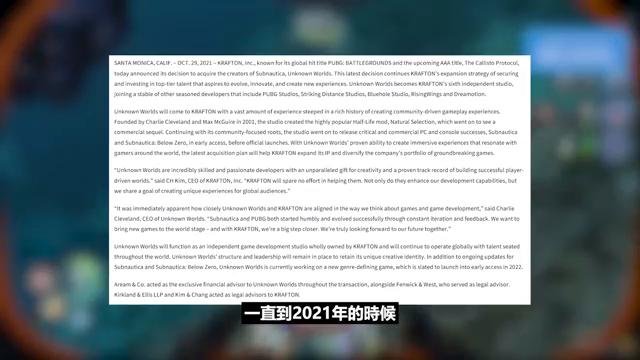 SANTA MONICA, CALIF. – OCT. 29, 2021 – KRAFTON, Inc., known for its global hit title PUBG: BATTLEGROUNDS and the upcoming AAA title, The Callisto Protocol,
today announced its decision to acquire the creators of Subnautica, Unknown Worlds. This latest decision continues KRAFTON's expansion strategy of securing
and investing in top-tier talent that aspires to evolve, innovate, and create new experiences. Unknown Worlds becomes KRAFTON's sixth independent studio,
joining a stable of other seasoned developers that include PUBG Studios, Striking Distance Studios, Bluehole Studio, RisingWings and Dreamotion.
Unknown Worlds will come to KRAFTON with a vast amount of experience steeped in a rich history of creating community-driven gameplay experiences.
Founded by Charlie Cleveland and Max McGuire in 2001, the studio created the highly popular Half-Life mod, Natural Selection, which went on to see a
commercial sequel. Continuing with its community-focused roots, the studio went on to release critical and commercial PC and console successes, Subnautica
and Subnautica: Below Zero, in early access, before official launches. With Unknown Worlds' proven ability to create immersive experiences that resonate with
gamers around the world, the latest acquisition plan will help KRAFTON expand its IP and diversify the company's portfolio of groundbreaking games.
"Unknown Worlds are incredibly skilled and passionate developers with an unparalleled gift for creativity and a proven track record of building successful player-
driven worlds." said CH Kim, CEO of KRAFTON, Inc. "KRAFTON will spare no effort in helping them. Not only do they enhance our development capabilities, but
we share a goal of creating unique experiences for global audiences."
"It was immediately apparent how closely Unknown Worlds and KRAFTON are aligned in the way we think about games and game development," said Charlie
Cleveland, CEO of Unknown Worlds. "Subnautica and PUBG both started humbly and evolved successfully through constant iteration and feedback. We want to
bring new games to the world stage – and with KRAFTON, we're a big step closer. We're truly looking forward to our future together."
Unknown Worlds will function as an independent game development studio wholly owned by KRAFTON and will continue to operate globally with talent seated
throughout the world. Unknown Worlds' structure and leadership will remain in place to retain its unique creative identity. In addition to ongoing updates for
Subnautica and Subnautica: Below Zero, Unknown Worlds is currently working on a new genre-defining game, which is slated to launch into early access in 2022.
Aream & Co. acted as the exclusive financial advisor to Unknown Worlds throughout the transaction, alongside Fenwick & West, who served as legal advisor.
Kirkland & Ellis LLP and Kim & Chang acted as legal advisors to KRAFTON.
一直到2021年的時候